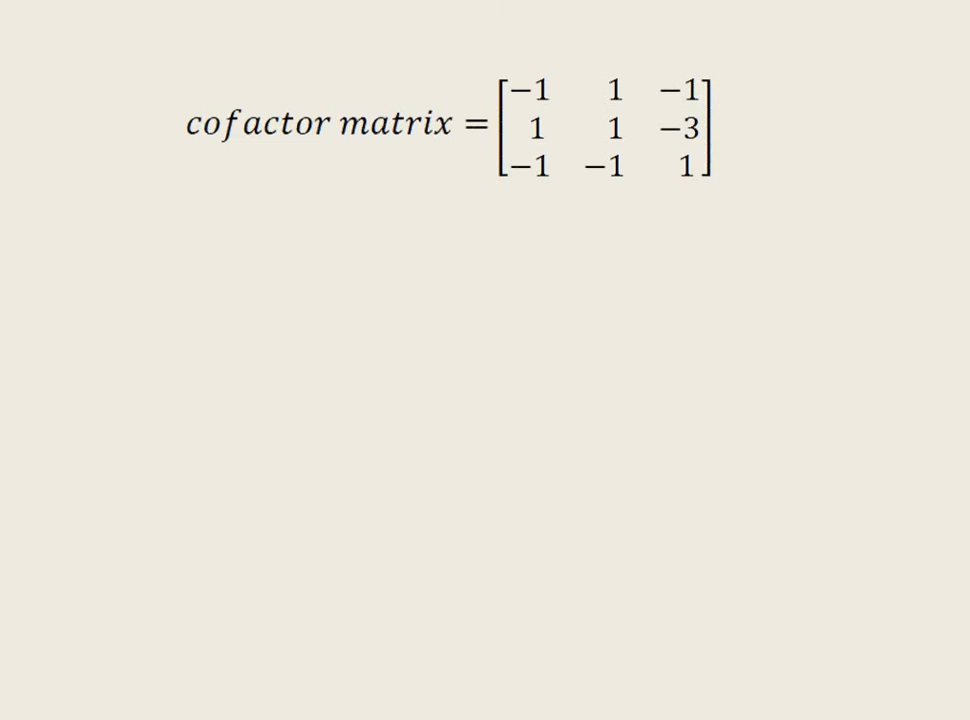 cofactor matrix = [−1 1 −1
1 1 −3
−1 −1 1]